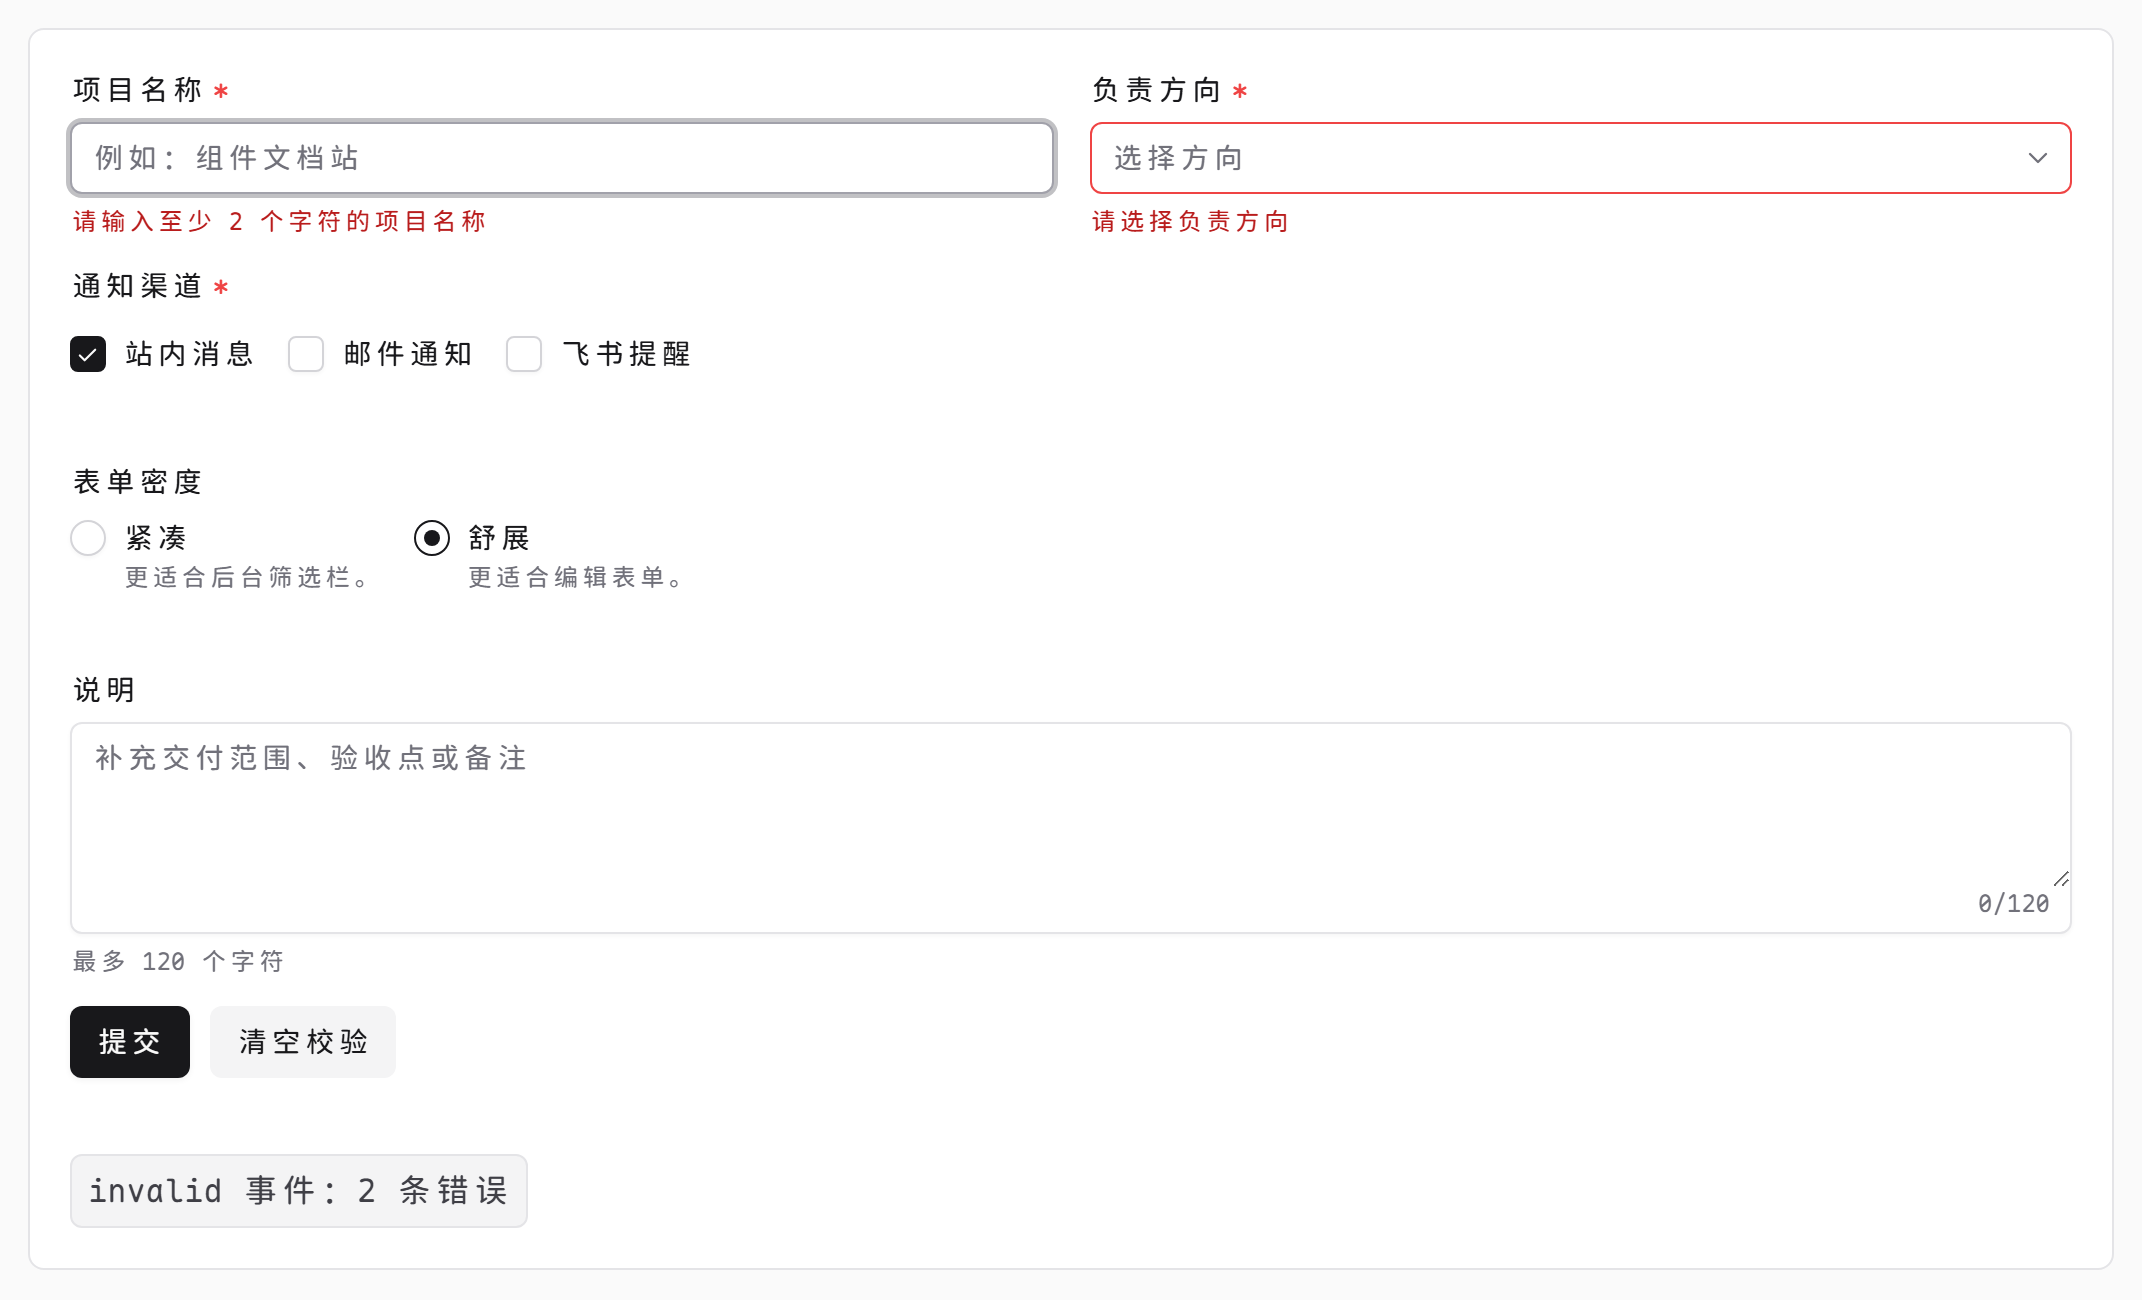 项目名称 *
负责方向 *
例如：组件文档站
选择方向
请输入至少 2 个字符的项目名称
请选择负责方向
通知渠道 *
站内消息 邮件通知 飞书提醒
表单密度
紧凑
更适合后台筛选栏。
舒展
更适合编辑表单。
说明
补充交付范围、验收点或备注
0/120
最多 120 个字符
提交
清空校验
invalid 事件：2 条错误